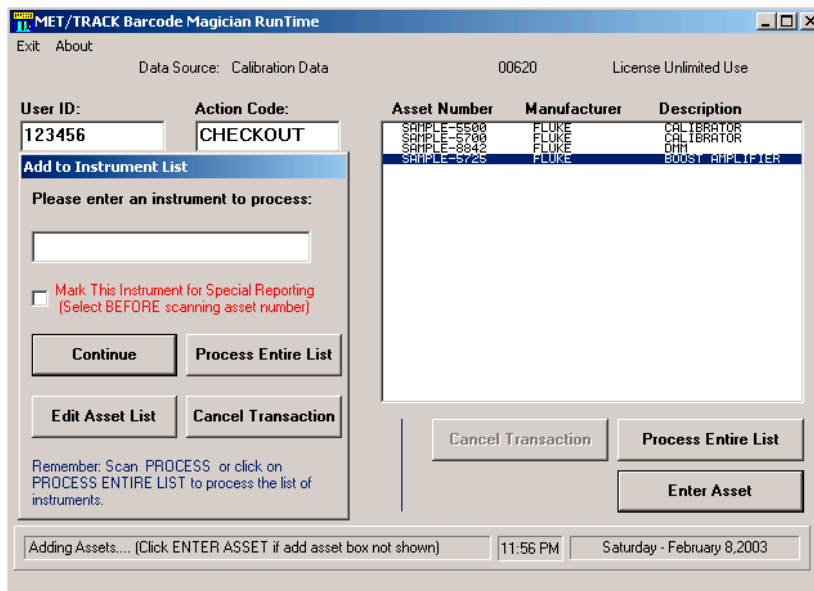 MET/TRACK Barcode Magician RunTime
Exit About
Data Source: Calibration Data 00620 License Unlimited Use
User ID: Action Code:
123456 CHECKOUT
Asset Number Manufacturer Description
SAMPLE-5500 FLUKE CALIBRATOR
SAMPLE-5700 FLUKE CALIBRATOR
SAMPLE-8842 FLUKE DMM
SAMPLE-5725 FLUKE BOOST AMPLIFIER
Add to Instrument List
Please enter an instrument to process:
Mark This Instrument for Special Reporting
(Select BEFORE scanning asset number)
Continue Process Entire List
Edit Asset List Cancel Transaction
Remember: Scan PROCESS or click on
PROCESS ENTIRE LIST to process the list of
instruments.
Cancel Transaction Process Entire List
Enter Asset
Adding Assets.... (Click ENTER ASSET if add asset box not shown) 11:56 PM Saturday - February 8,2003